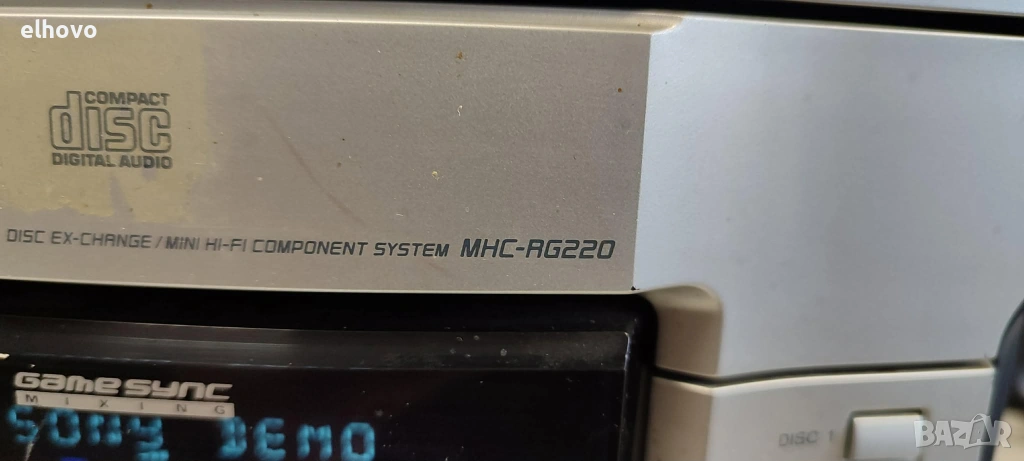 elhovo
COMPACT
disc
DIGITAL AUDIO
DISC EX-CHANGE / MINI HI-FI COMPONENT SYSTEM MHC-RG220
Game sync
MIXING
SONY DEMO
DISC 1
BAZAR